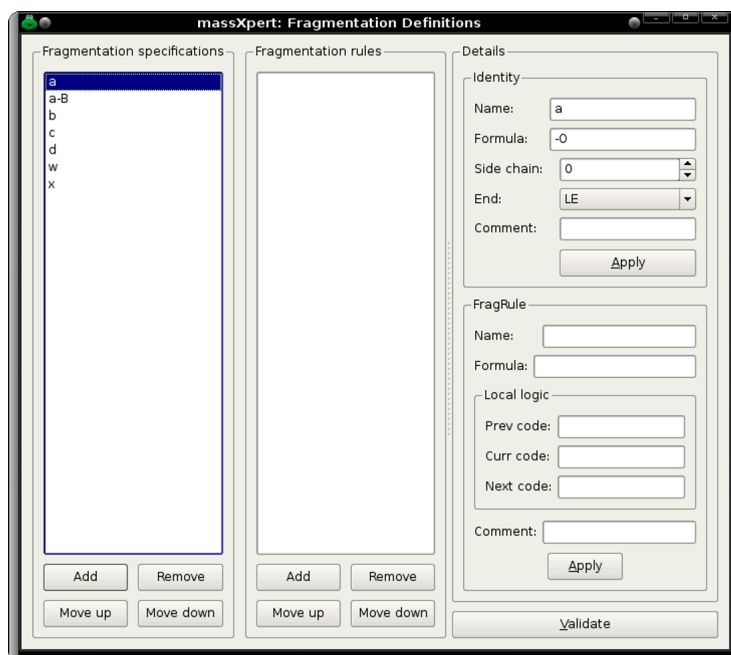 massXpert: Fragmentation Definitions
Fragmentation specifications
a
a-B
b
c
d
w
x
Add
Remove
Move up
Move down
Fragmentation rules
Add
Remove
Move up
Move down
Details
Identity
Name:
a
Formula:
-O
Side chain:
0
End:
LE
Comment:
Apply
FragRule
Name:
Formula:
Local logic
Prev code:
Curr code:
Next code:
Comment:
Apply
Validate